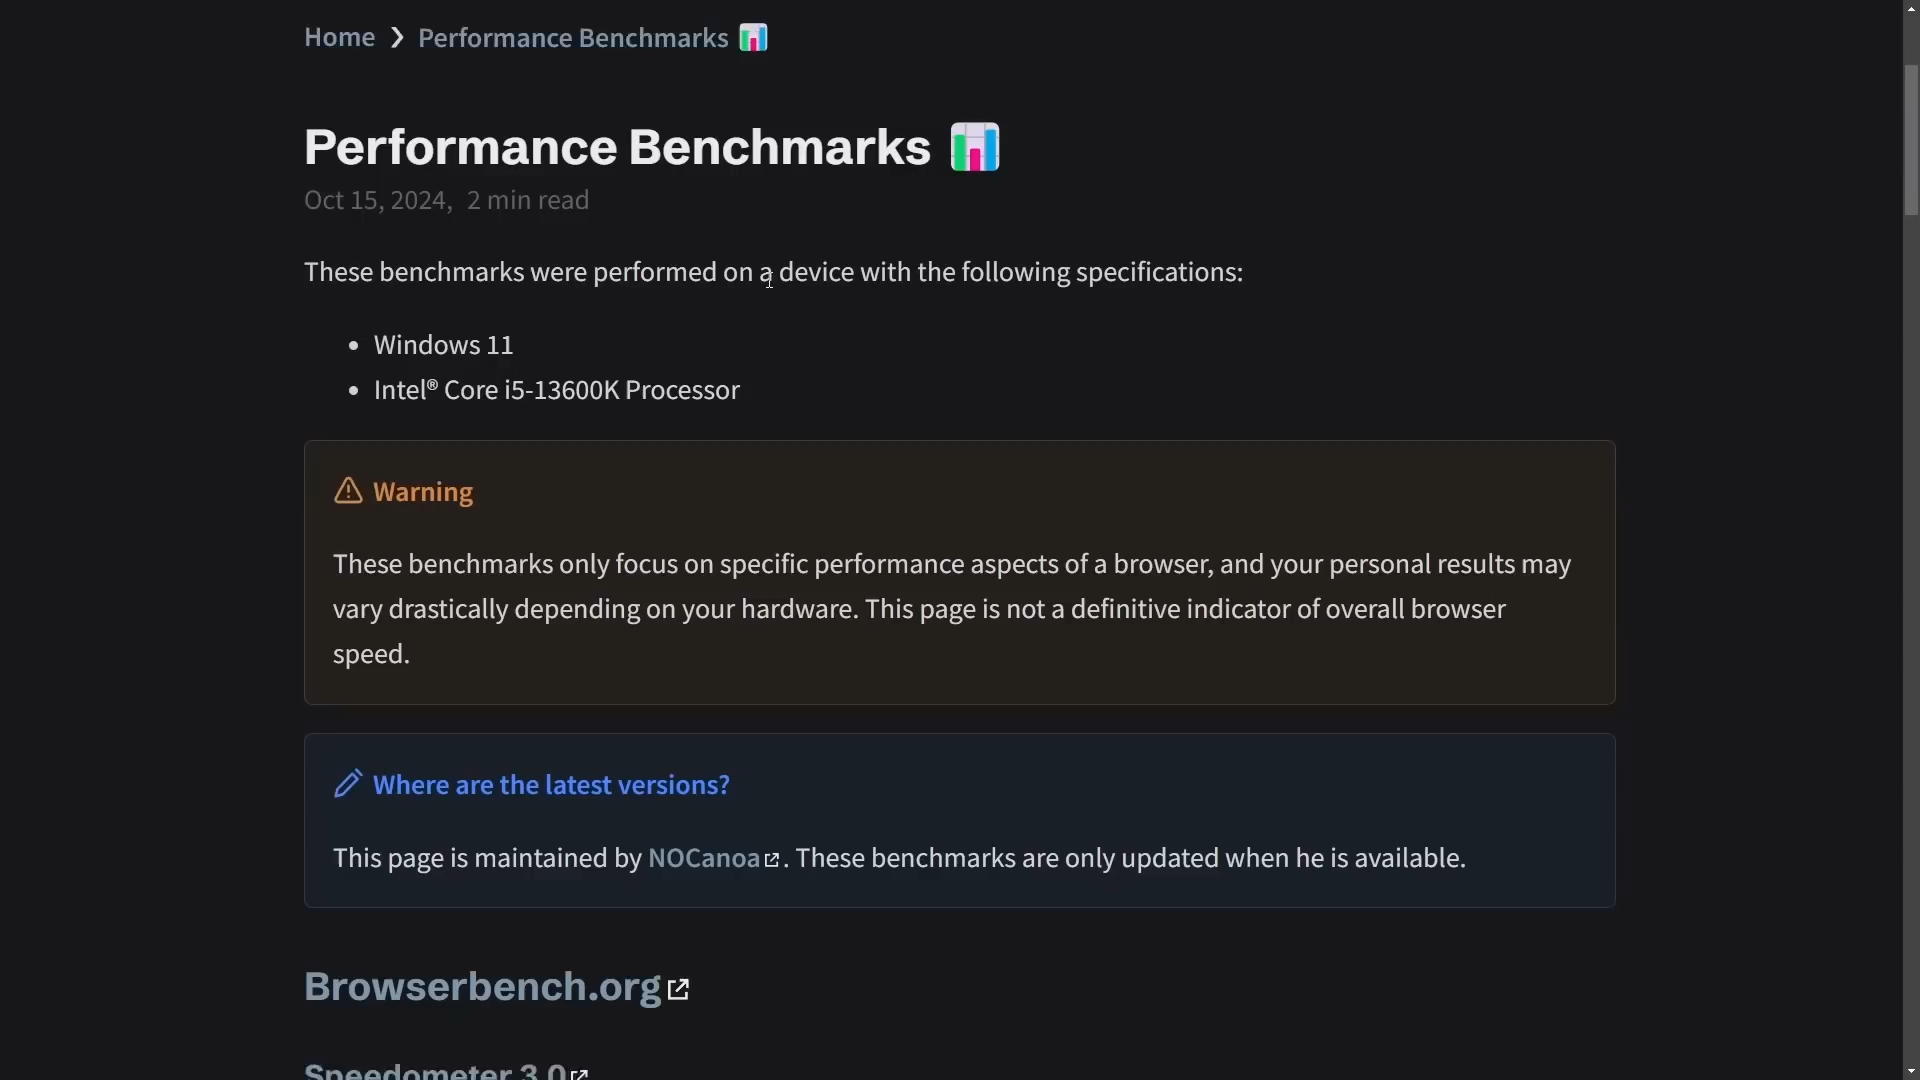 Home ❯ Performance Benchmarks 📊
Performance Benchmarks 📊
Oct 15, 2024, 2 min read
These benchmarks were performed on a device with the following specifications:
• Windows 11
• Intel® Core i5-13600K Processor
Warning
These benchmarks only focus on specific performance aspects of a browser, and your personal results may
vary drastically depending on your hardware. This page is not a definitive indicator of overall browser
speed.
Where are the latest versions?
This page is maintained by NOCanoa. These benchmarks are only updated when he is available.
Browserbench.org
Speedometer 3.0